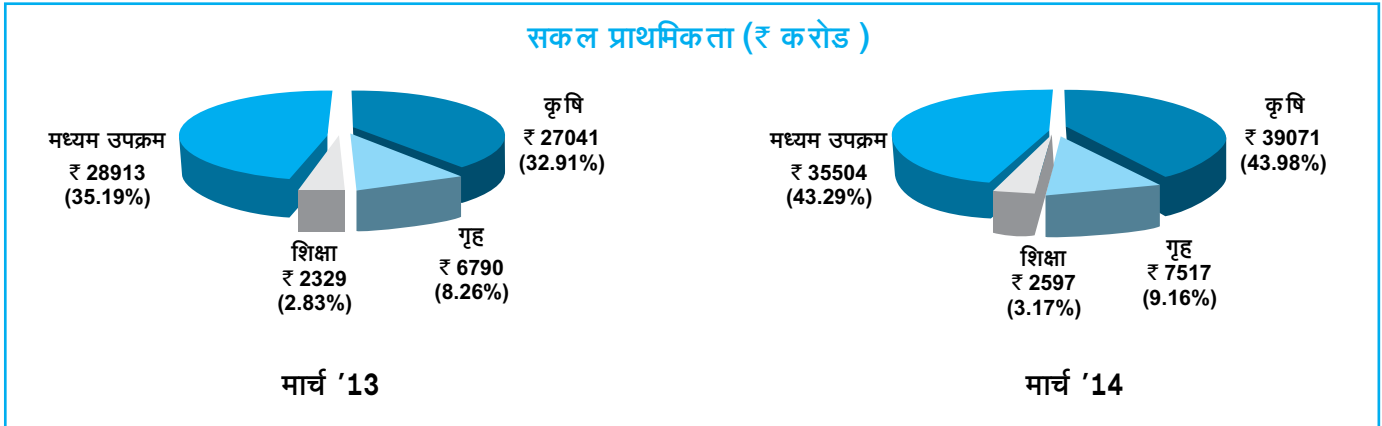 सकल प्राथमिकता (₹ करोड )
मध्यम उपक्रम
₹ 28913
(35.19%)
कृषि
₹ 27041
(32.91%)
शिक्षा
₹ 2329
(2.83%)
गृह
₹ 6790
(8.26%)
मार्च ’13
मध्यम उपक्रम
₹ 35504
(43.29%)
कृषि
₹ 39071
(43.98%)
शिक्षा
₹ 2597
(3.17%)
गृह
₹ 7517
(9.16%)
मार्च ’14